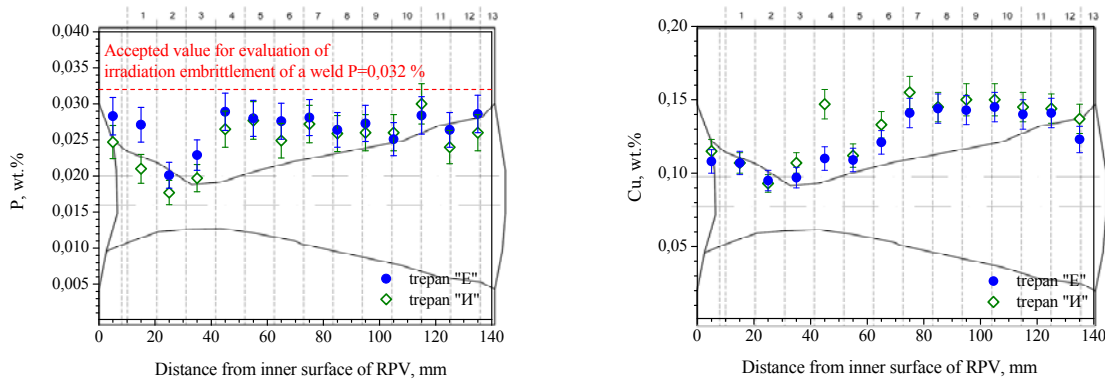 1 2 3 4 5 6 7 8 9 10 11 12 13
0,040
0,035
0,030
0,025
0,020
0,015
0,010
0,005
P, wt.%
Accepted value for evaluation of
irradiation embrittlement of a weld P=0,032 %
trepan "E"
trepan "И"
0 20 40 60 80 100 120 140
Distance from inner surface of RPV, mm
1 2 3 4 5 6 7 8 9 10 11 12 13
0,20
0,15
0,10
0,05
Cu, wt.%
trepan "E"
trepan "И"
0 20 40 60 80 100 120 140
Distance from inner surface of RPV, mm